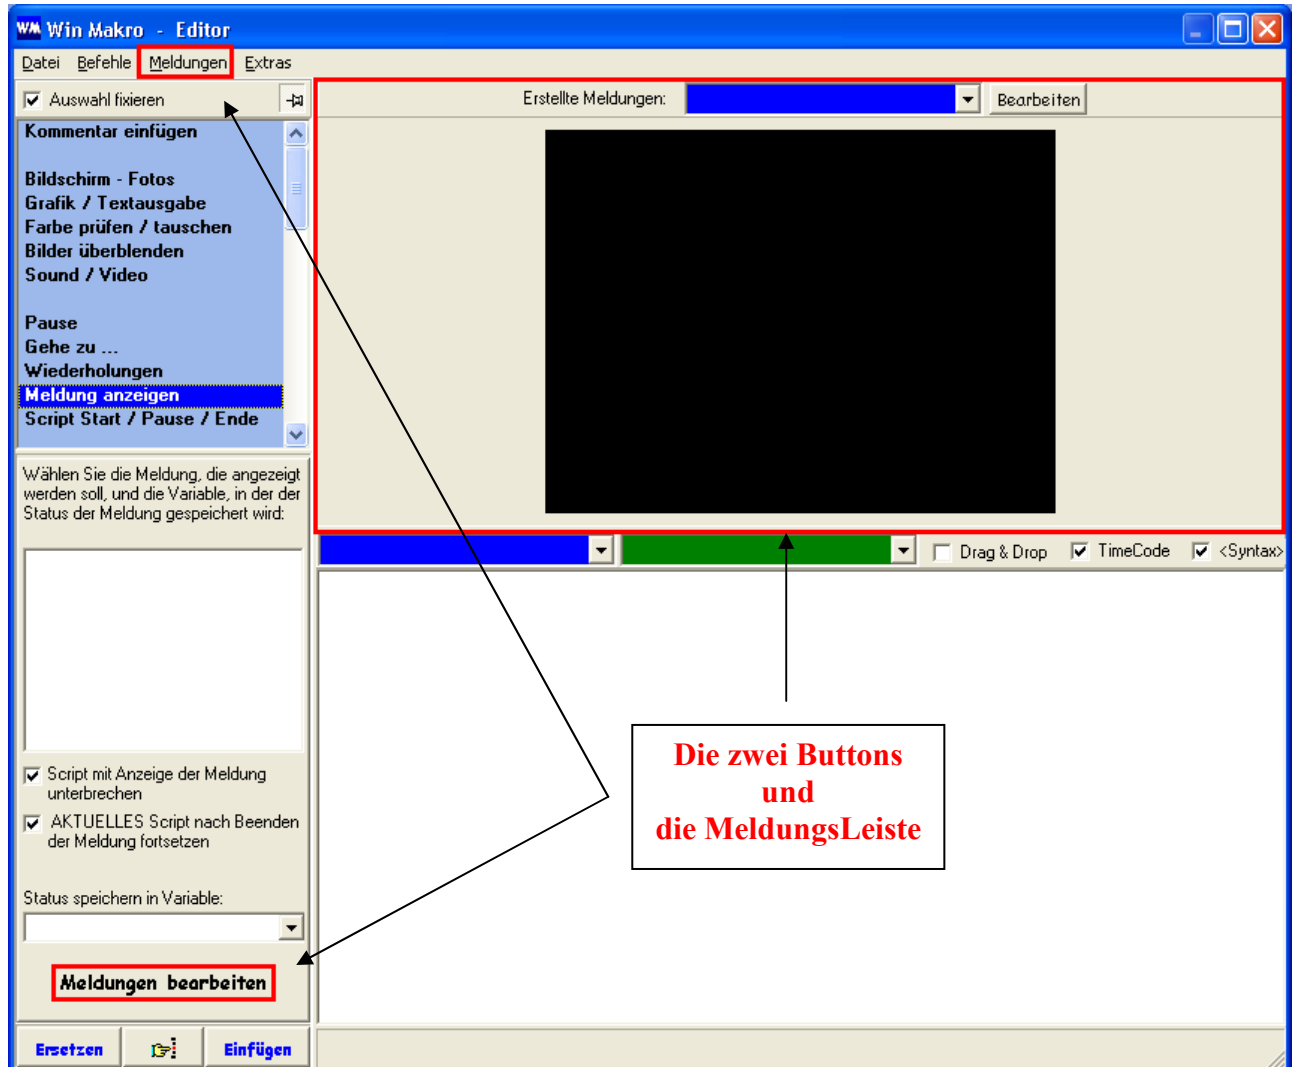 WM Win Makro - Editor
Datei Befehle Meldungen Extras
Auswahl fixieren
Erstellte Meldungen:
Bearbeiten
Kommentar einfügen
Bildschirm - Fotos
Grafik / Textausgabe
Farbe prüfen / tauschen
Bilder überblenden
Sound / Video
Pause
Gehe zu ...
Wiederholungen
Meldung anzeigen
Script Start / Pause / Ende
Wählen Sie die Meldung, die angezeigt
werden soll, und die Variable, in der der
Status der Meldung gespeichert wird:
Drag & Drop
TimeCode
<Syntax>
Die zwei Buttons
und
die MeldungsLeiste
Script mit Anzeige der Meldung
unterbrechen
AKTUELLES Script nach Beenden
der Meldung fortsetzen
Status speichern in Variable:
Meldungen bearbeiten
Ersetzen
Einfügen